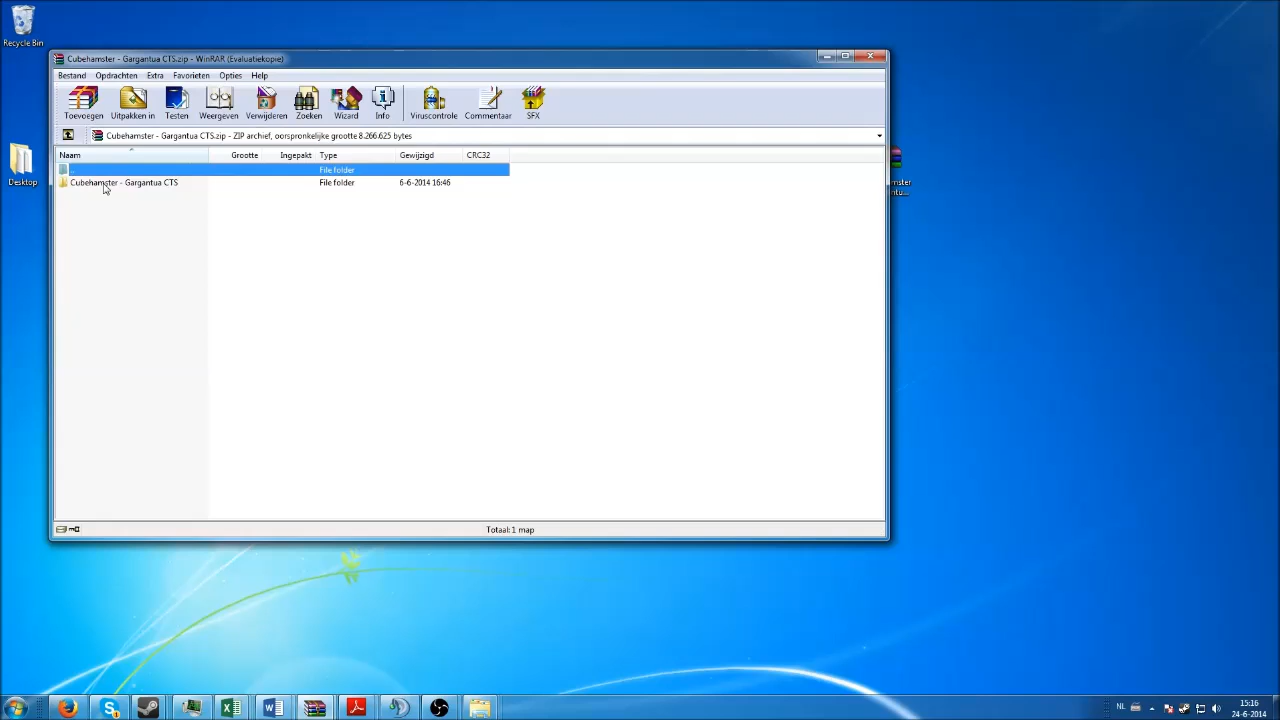 Recycle Bin
Desktop
Cubehamster - Gargantua CTS.zip - WinRAR (Evaluatiekopie)
Bestand Opdrachten Extra Favorieten Opties Help
Toevoegen Uitpakken in Testen Weergeven Verwijderen Zoeken Wizard Info Viruscontrole Commentaar SFX
Cubehamster - Gargantua CTS.zip - ZIP archief, oorspronkelijke grootte 8.266.625 bytes
Naam Grootte Ingepakt Type Gewijzigd CRC32
.. File folder
Cubehamster - Gargantua CTS File folder 6-6-2014 16:46
Totaal: 1 map
NL
15:16
24-6-2014